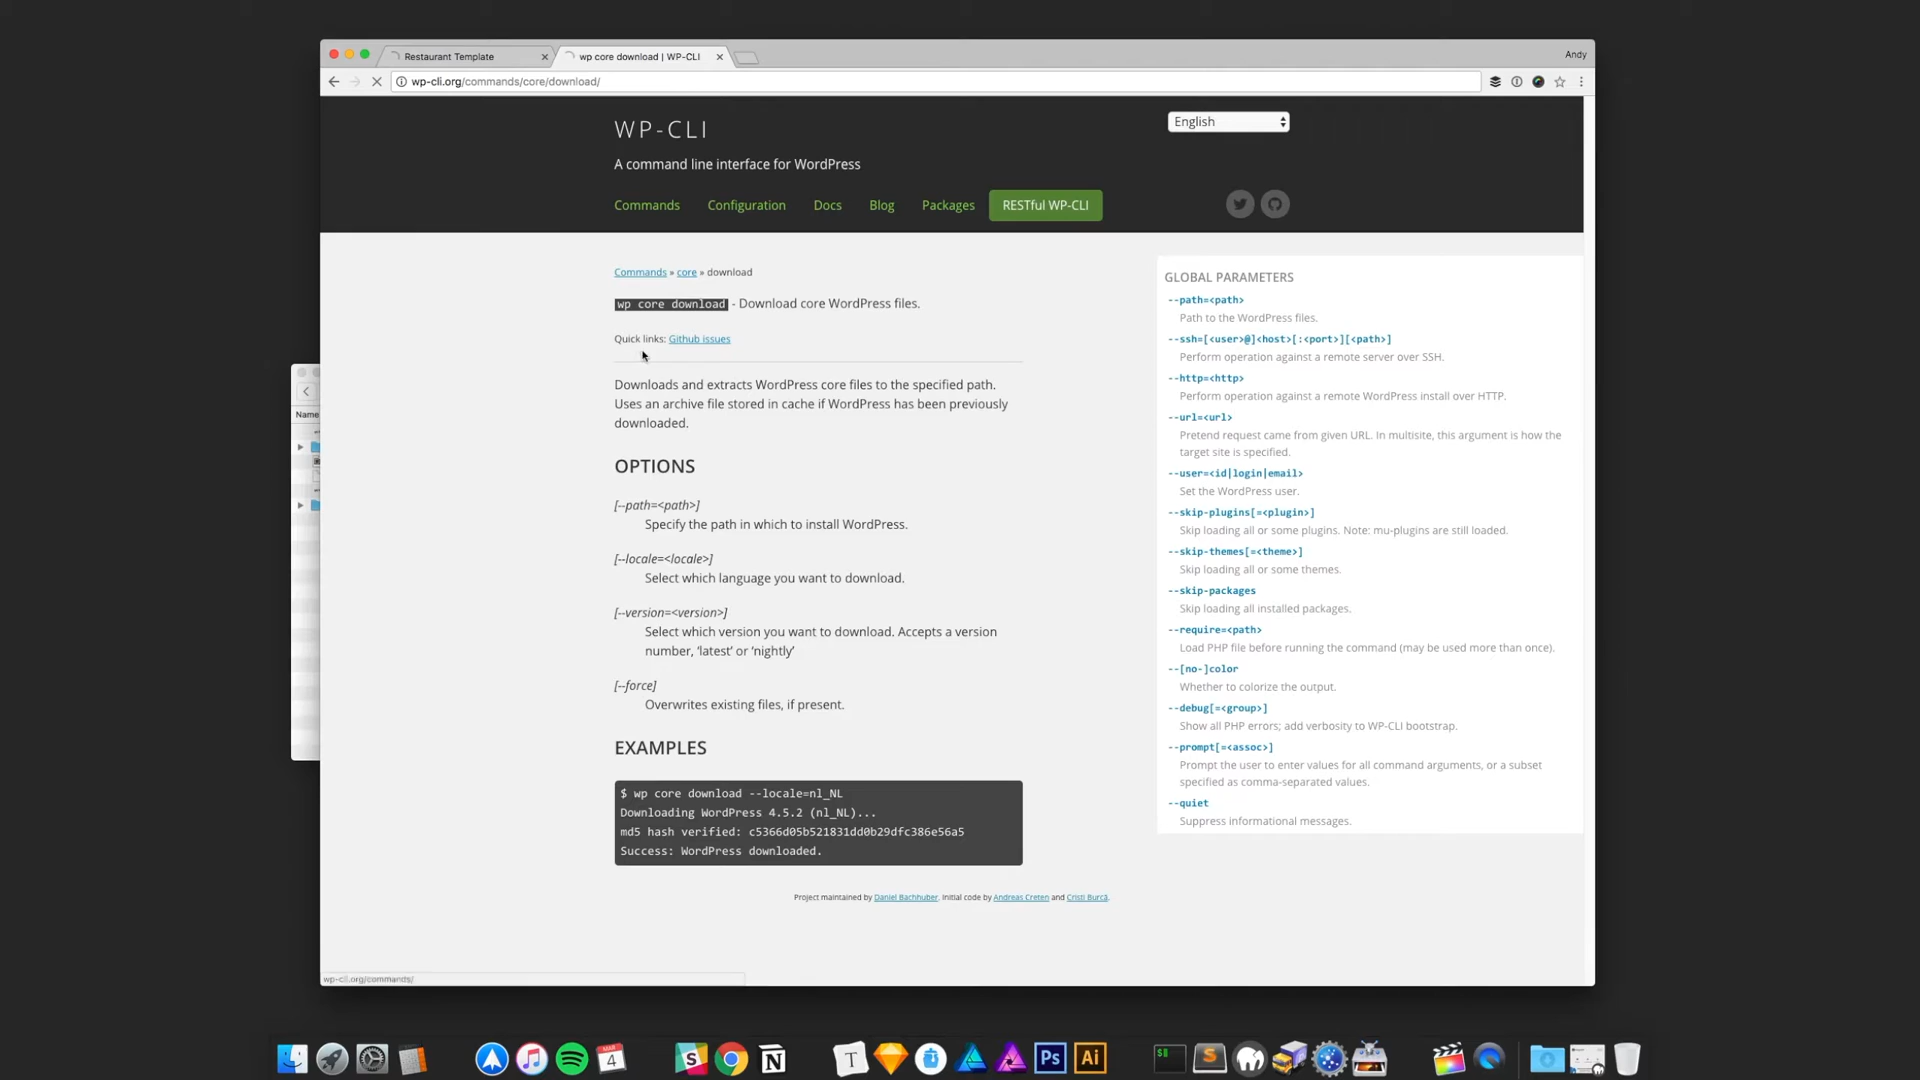 Restaurant Template
wp core download | WP-CLI
Andy
wp-cli.org/commands/core/download/
WP-CLI
English
A command line interface for WordPress
Commands
Configuration
Docs
Blog
Packages
RESTful WP-CLI
Commands » core » download
wp core download - Download core WordPress files.
Quick links: Github issues
Downloads and extracts WordPress core files to the specified path.
Uses an archive file stored in cache if WordPress has been previously
downloaded.
OPTIONS
[--path=<path>]
Specify the path in which to install WordPress.
[--locale=<locale>]
Select which language you want to download.
[--version=<version>]
Select which version you want to download. Accepts a version
number, ‘latest’ or ‘nightly’
[--force]
Overwrites existing files, if present.
EXAMPLES
$ wp core download --locale=nl_NL
Downloading WordPress 4.5.2 (nl_NL)...
md5 hash verified: c5366d05b521831dd0b29dfc386e56a5
Success: WordPress downloaded.
GLOBAL PARAMETERS
--path=<path>
Path to the WordPress files.
--ssh=[<user>@]<host>[:<port>][<path>]
Perform operation against a remote server over SSH.
--http=<http>
Perform operation against a remote WordPress install over HTTP.
--url=<url>
Pretend request came from given URL. In multisite, this argument is how the
target site is specified.
--user=<id|login|email>
Set the WordPress user.
--skip-plugins[=<plugin>]
Skip loading all or some plugins. Note: mu-plugins are still loaded.
--skip-themes[=<theme>]
Skip loading all or some themes.
--skip-packages
Skip loading all installed packages.
--require=<path>
Load PHP file before running the command (may be used more than once).
--[no-]color
Whether to colorize the output.
--debug[=<group>]
Show all PHP errors; add verbosity to WP-CLI bootstrap.
--prompt[=<assoc>]
Prompt the user to enter values for all command arguments, or a subset
specified as comma-separated values.
--quiet
Suppress informational messages.
Project maintained by Daniel Bachhuber. Initial code by Andreas Creten and Cristi Burcă.
wp-cli.org/commands/
Name
MAR
4
S
N
T
Ps
Ai
$
S